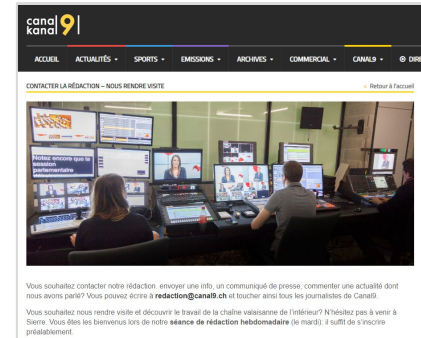 canal 9
kanal
ACCUEIL ACTUALITÉS SPORTS EMISSIONS ARCHIVES COMMERCIAL CANAL9 DIRE
CONTACTER LA RÉDACTION – NOUS RENDRE VISITE Retour à l'accueil
Notez encore que la
session
parlementaire
Vous souhaitez contacter notre rédaction, envoyer une info, un communiqué de presse, commenter une actualité dont
nous avons parlé? Vous pouvez écrire à redaction@canal9.ch et toucher ainsi tous les journalistes de Canal9.
Vous souhaitez nous rendre visite et découvrir le travail de la chaîne valaisanne de l'intérieur? N'hésitez pas à venir à
Sierre. Vous êtes les bienvenus lors de notre séance de rédaction hebdomadaire (le mardi): il suffit de s'inscrire
préalablement.